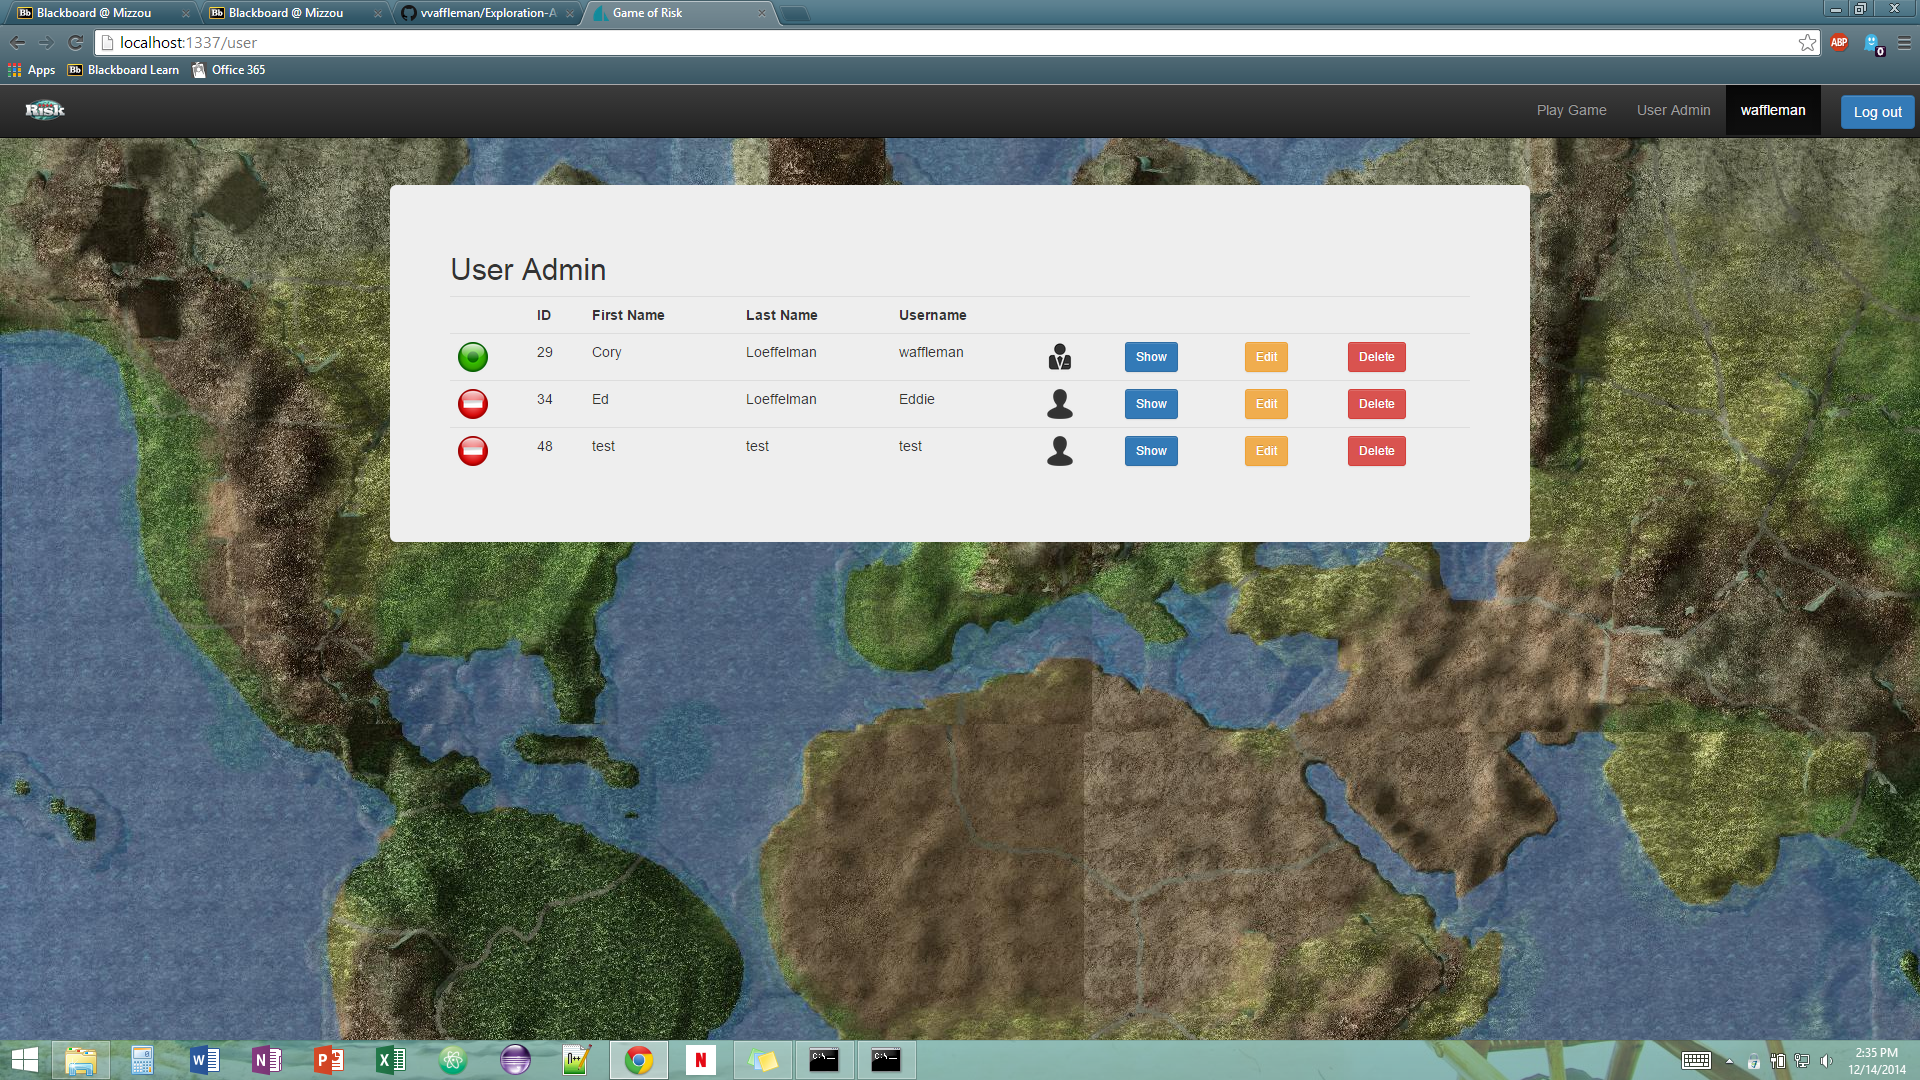 Blackboard @ Mizzou
Blackboard @ Mizzou
vvaffleman/Exploration-A
Game of Risk
localhost:1337/user
ABP
0
Apps
Blackboard Learn
Office 365
Risk
Play Game
User Admin
waffleman
Log out
User Admin
ID First Name Last Name Username
29 Cory Loeffelman waffleman Show Edit Delete
34 Ed Loeffelman Eddie Show Edit Delete
48 test test test Show Edit Delete
2:35 PM
12/14/2014